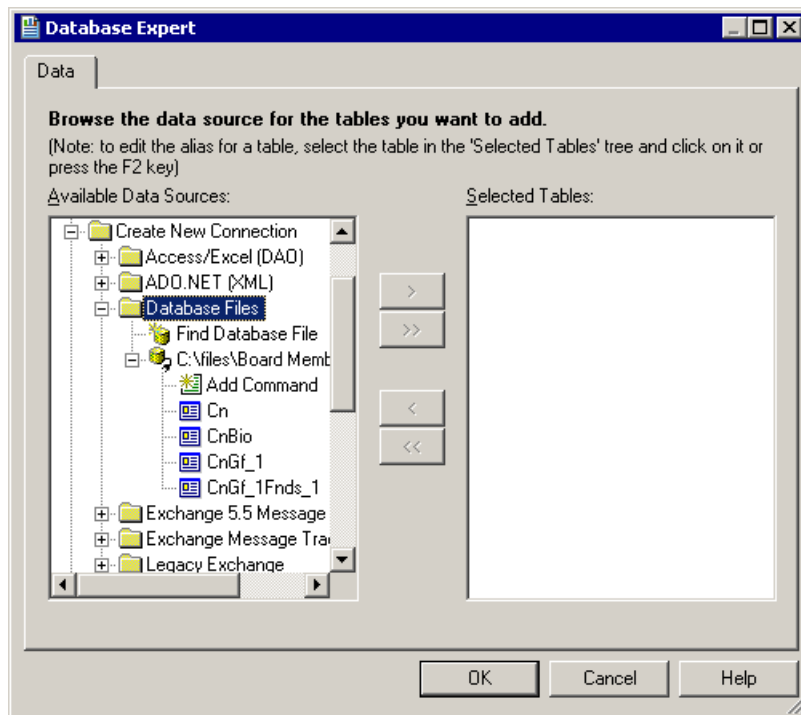 Database Expert
Data
Browse the data source for the tables you want to add.
(Note: to edit the alias for a table, select the table in the 'Selected Tables' tree and click on it or
press the F2 key)
Available Data Sources:
Selected Tables:
Create New Connection
Access/Excel (DAO)
ADO.NET (XML)
Database Files
Find Database File
C:\files\Board Memb
Add Command
Cn
CnBio
CnGf_1
CnGf_1Fnds_1
Exchange 5.5 Message
Exchange Message Tra
Legacy Exchange
>
>>
<
<<
OK
Cancel
Help